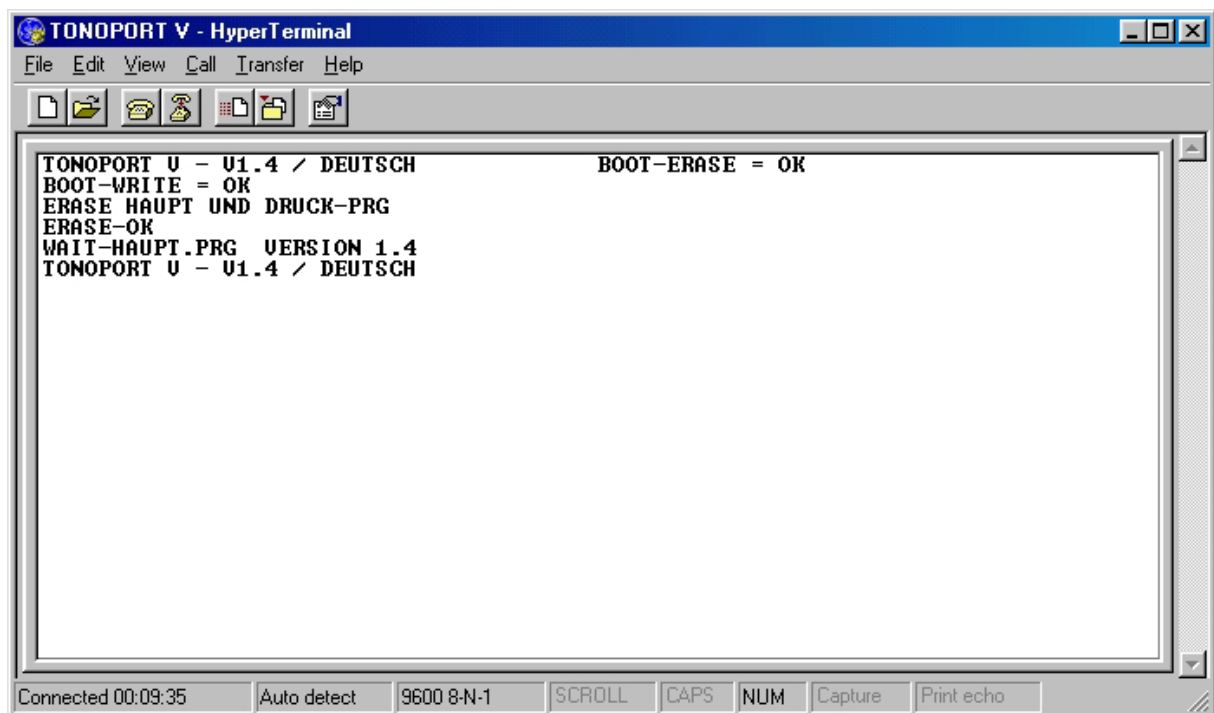 TONOPORT V - HyperTerminal
File Edit View Call Transfer Help
TONOPORT V - V1.4 / DEUTSCH BOOT-ERASE = OK
BOOT-WRITE = OK
ERASE HAUPT UND DRUCK-PRG
ERASE-OK
WAIT-HAUPT.PRG VERSION 1.4
TONOPORT V - V1.4 / DEUTSCH
Connected 00:09:35 Auto detect 9600 8-N-1 SCROLL CAPS NUM Capture Print echo